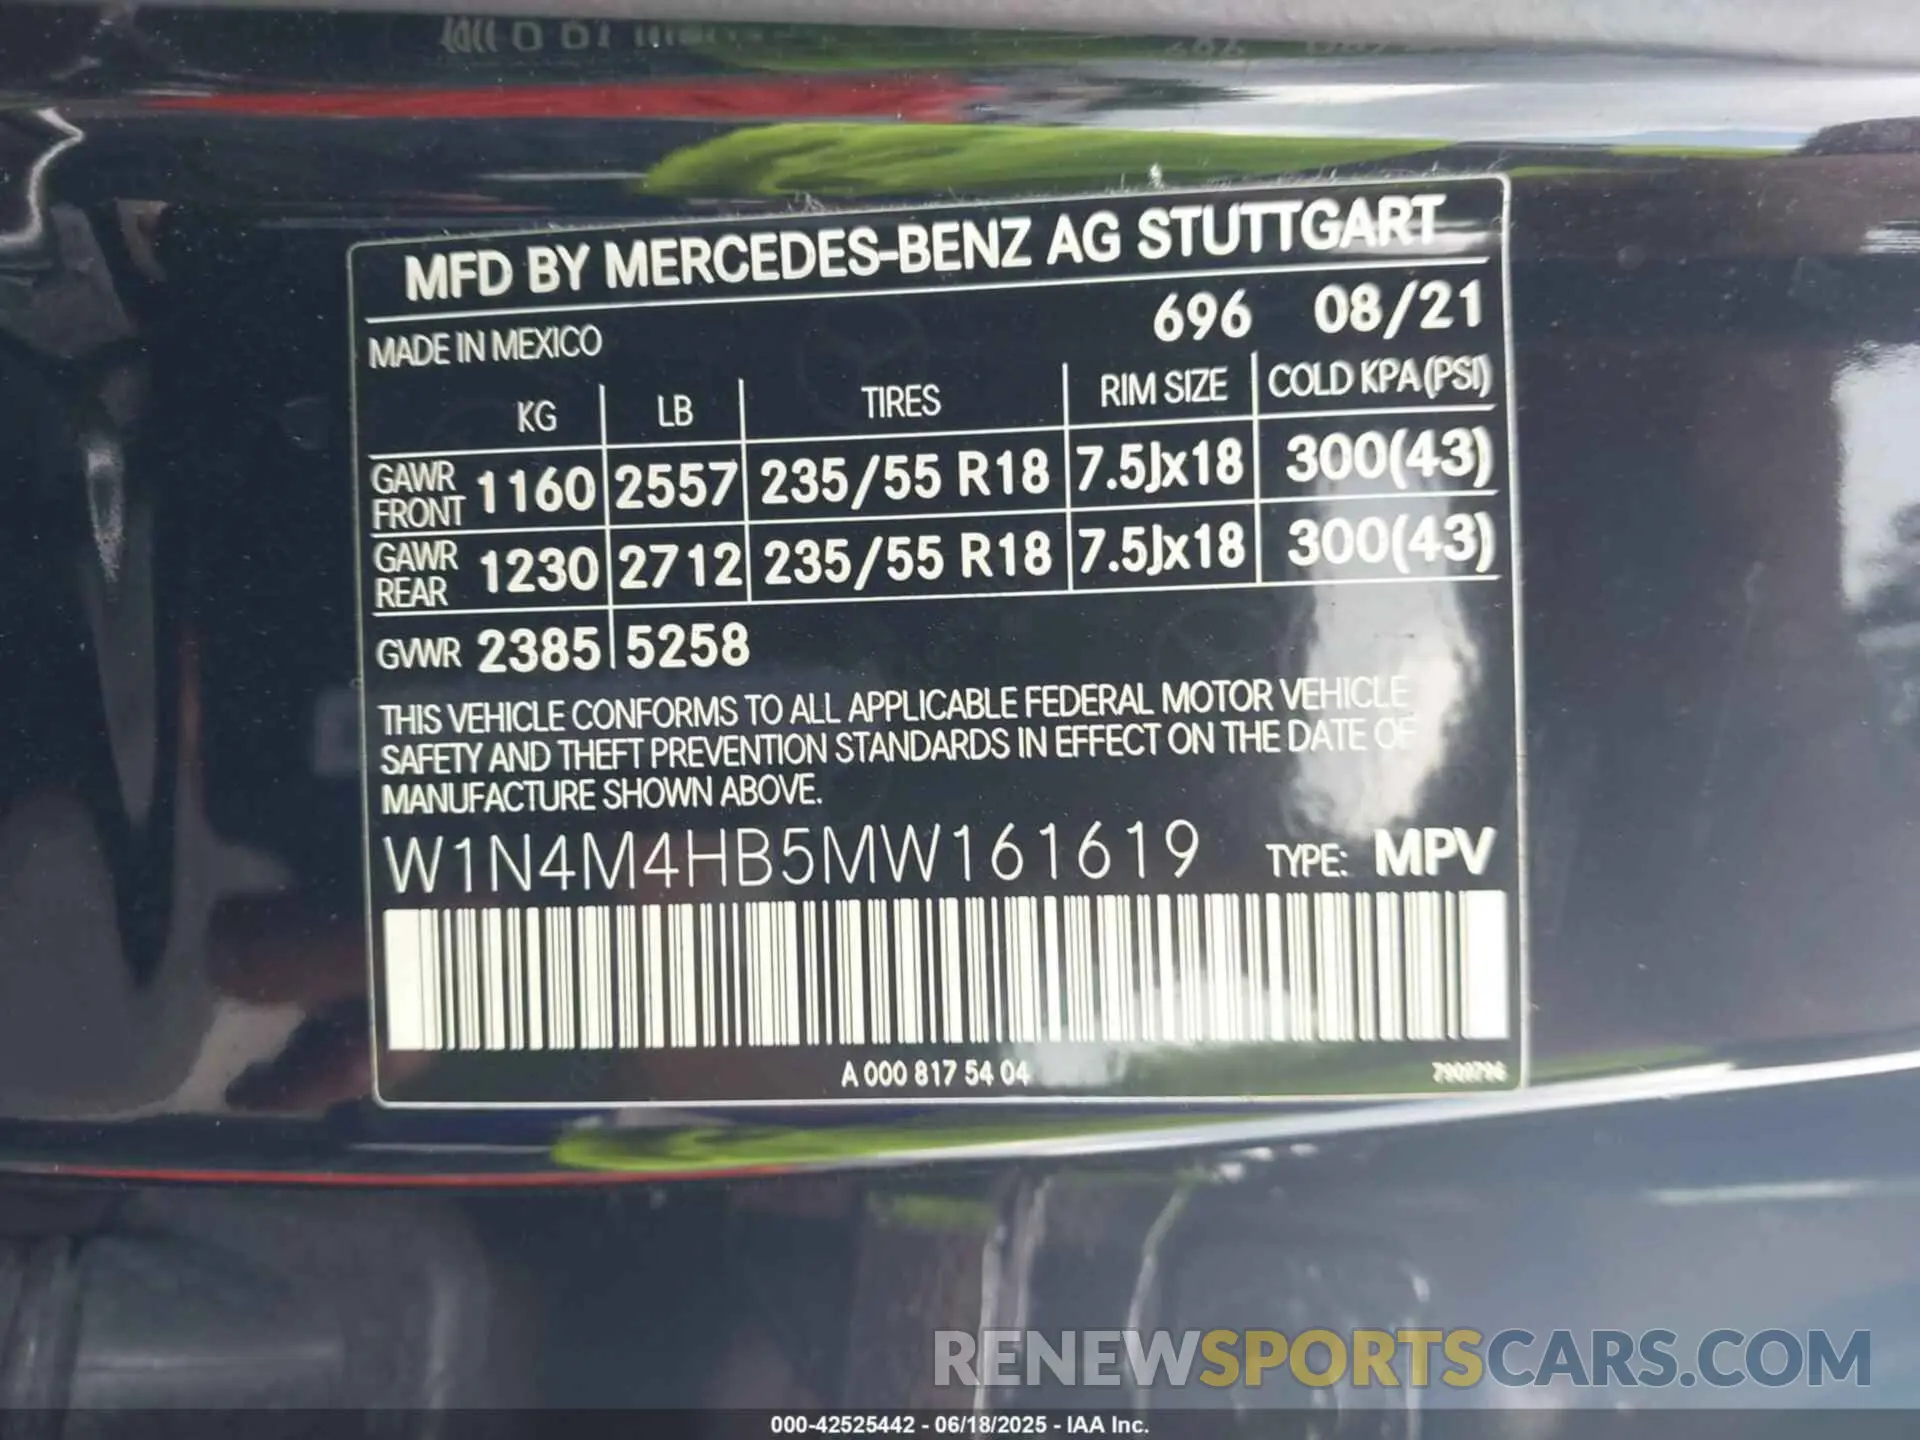 MFD BY MERCEDES-BENZ AG STUTTGART
MADE IN MEXICO 696 08/21
KG LB TIRES RIM SIZE COLD KPA (PSI)
GAWR FRONT 1160 2557 235/55 R18 7.5Jx18 300(43)
GAWR REAR 1230 2712 235/55 R18 7.5Jx18 300(43)
GVWR 2385 5258
THIS VEHICLE CONFORMS TO ALL APPLICABLE FEDERAL MOTOR VEHICLE
SAFETY AND THEFT PREVENTION STANDARDS IN EFFECT ON THE DATE OF
MANUFACTURE SHOWN ABOVE.
W1N4M4HB5MW161619 TYPE: MPV
A 000 817 54 04
RENEWSPORTSCARS.COM
000-42525442 - 06/18/2025 - IAA Inc.